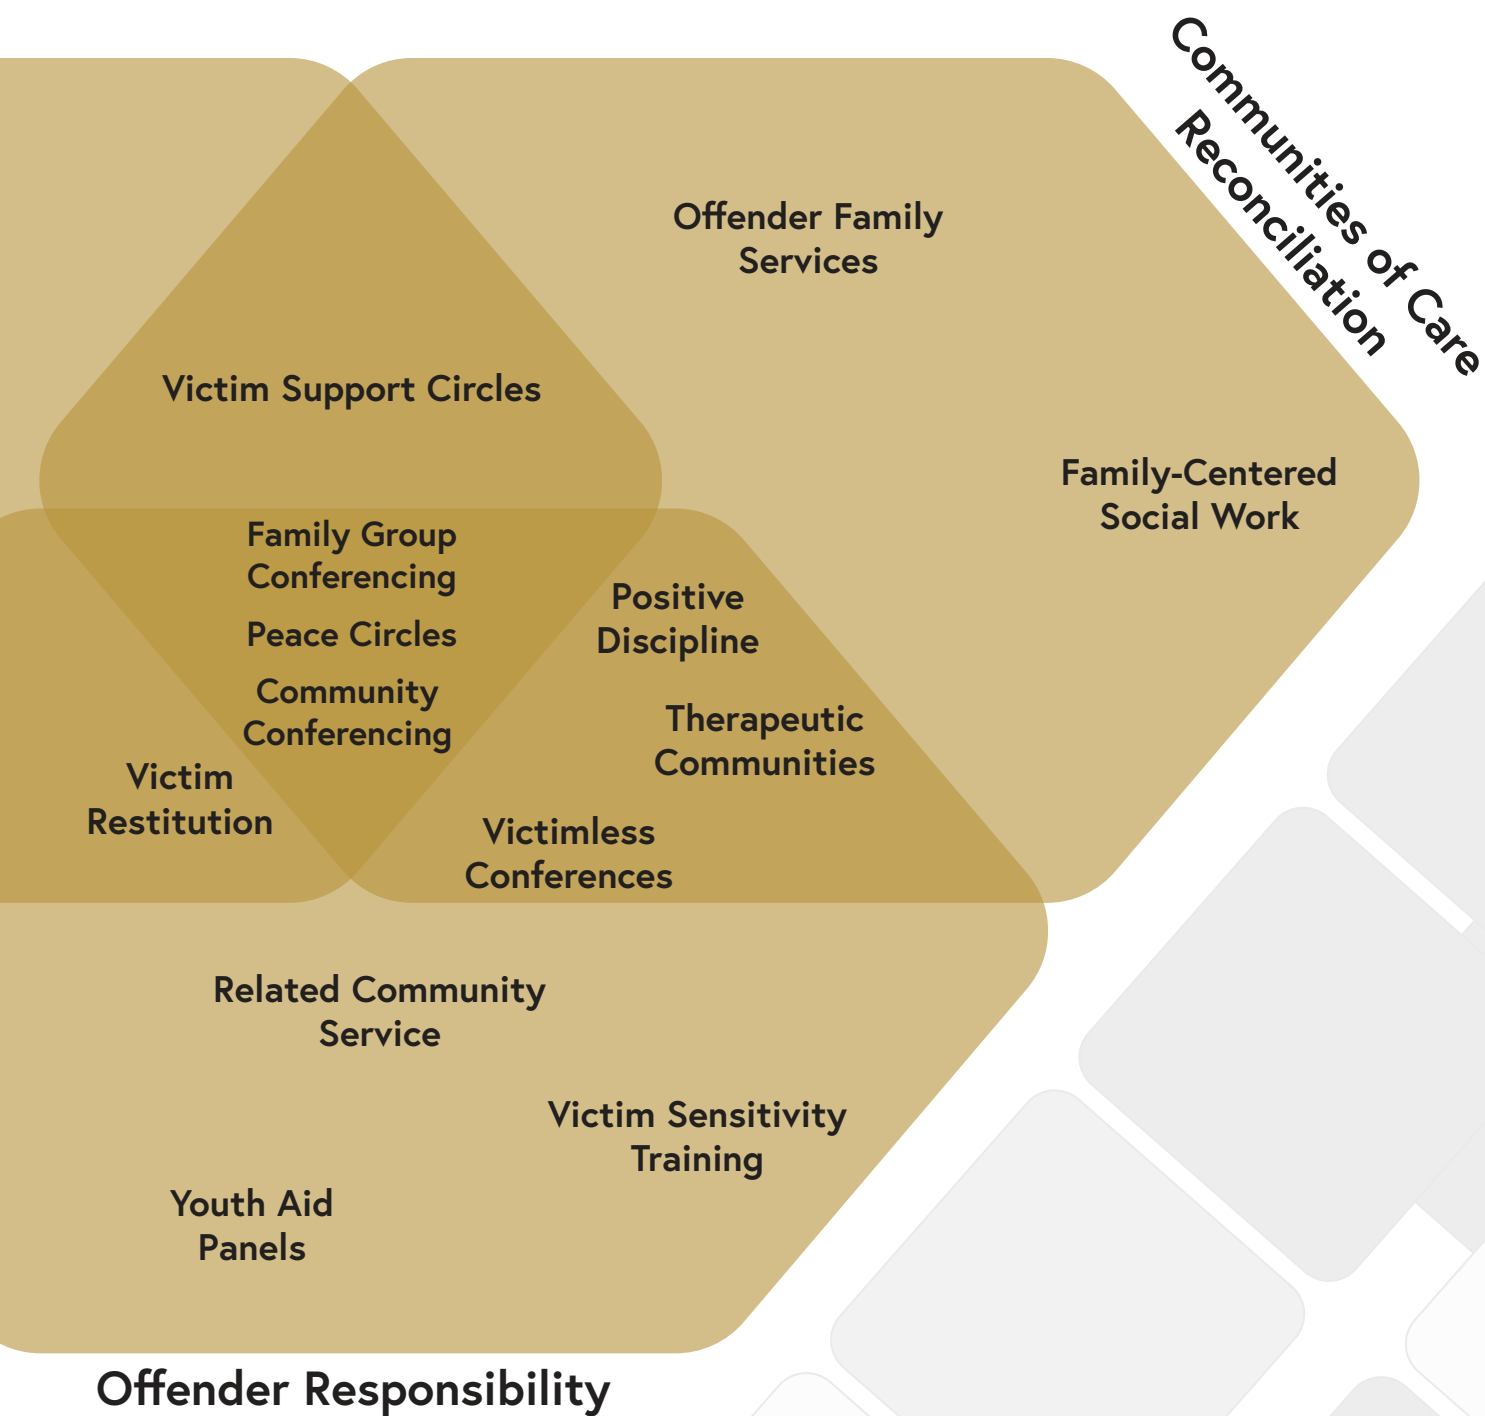 Communities of Care
Reconciliation
Offender Family
Services
Victim Support Circles
Family-Centered
Social Work
Family Group
Conferencing
Peace Circles
Community
Conferencing
Positive
Discipline
Therapeutic
Communities
Victim
Restitution
Victimless
Conferences
Related Community
Service
Victim Sensitivity
Training
Youth Aid
Panels
Offender Responsibility